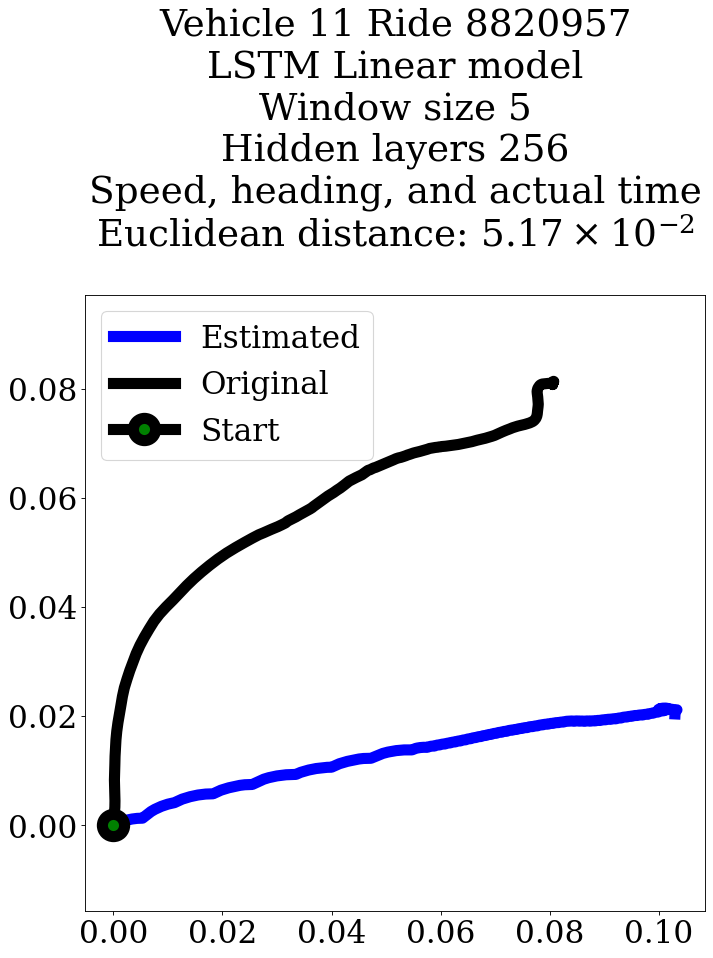 Vehicle 11 Ride 8820957
LSTM Linear model
Window size 5
Hidden layers 256
Speed, heading, and actual time
Euclidean distance: 5.17 × 10⁻²
Estimated
Original
Start
0.08
0.06
0.04
0.02
0.00
0.00 0.02 0.04 0.06 0.08 0.10